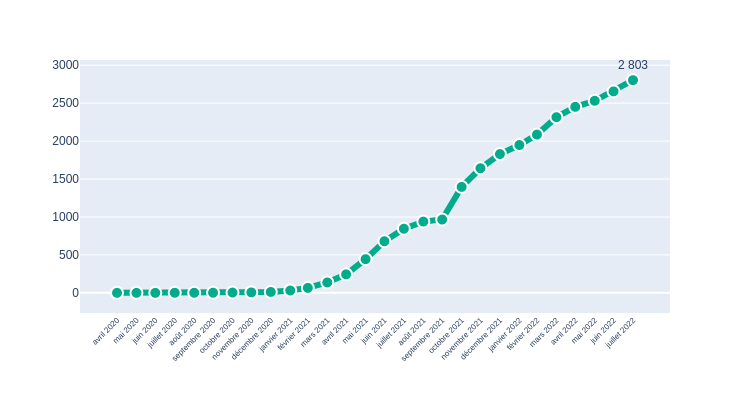 3000
2 803
2500
2000
1500
1000
500
0
avril 2020
mai 2020
juin 2020
juillet 2020
août 2020
septembre 2020
octobre 2020
novembre 2020
décembre 2020
janvier 2021
février 2021
mars 2021
avril 2021
mai 2021
juin 2021
juillet 2021
août 2021
septembre 2021
octobre 2021
novembre 2021
décembre 2021
janvier 2022
février 2022
mars 2022
avril 2022
mai 2022
juin 2022
juillet 2022